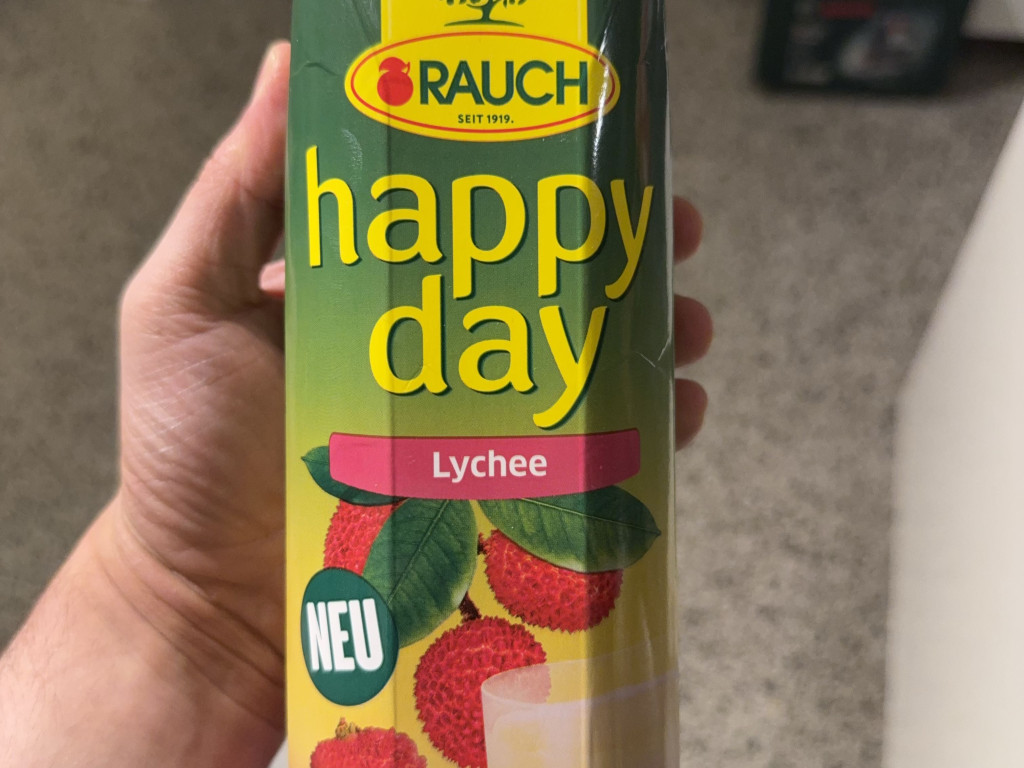 RAUCH
SEIT 1919.
happy
day
Lychee
NEU